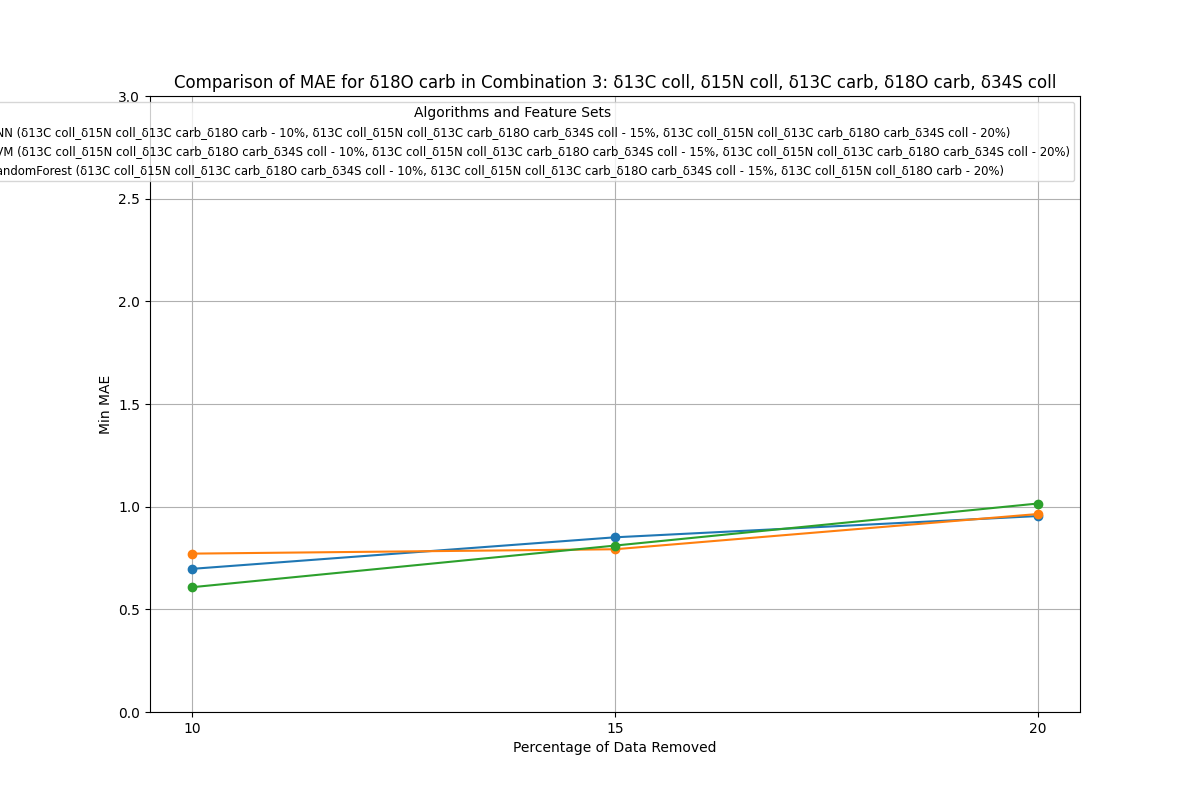 Comparison of MAE for δ18O carb in Combination 3: δ13C coll, δ15N coll, δ13C carb, δ18O carb, δ34S coll
3.0
Algorithms and Feature Sets
NN (δ13C coll_δ15N coll_δ13C carb_δ18O carb - 10%, δ13C coll_δ15N coll_δ13C carb_δ18O carb_δ34S coll - 15%, δ13C coll_δ15N coll_δ13C carb_δ18O carb_δ34S coll - 20%)
VM (δ13C coll_δ15N coll_δ13C carb_δ18O carb_δ34S coll - 10%, δ13C coll_δ15N coll_δ13C carb_δ18O carb_δ34S coll - 15%, δ13C coll_δ15N coll_δ13C carb_δ18O carb_δ34S coll - 20%)
andomForest (δ13C coll_δ15N coll_δ13C carb_δ18O carb_δ34S coll - 10%, δ13C coll_δ15N coll_δ13C carb_δ18O carb_δ34S coll - 15%, δ13C coll_δ15N coll_δ18O carb - 20%)
2.5
2.0
1.5
Min MAE
1.0
0.5
0.0
10
15
20
Percentage of Data Removed